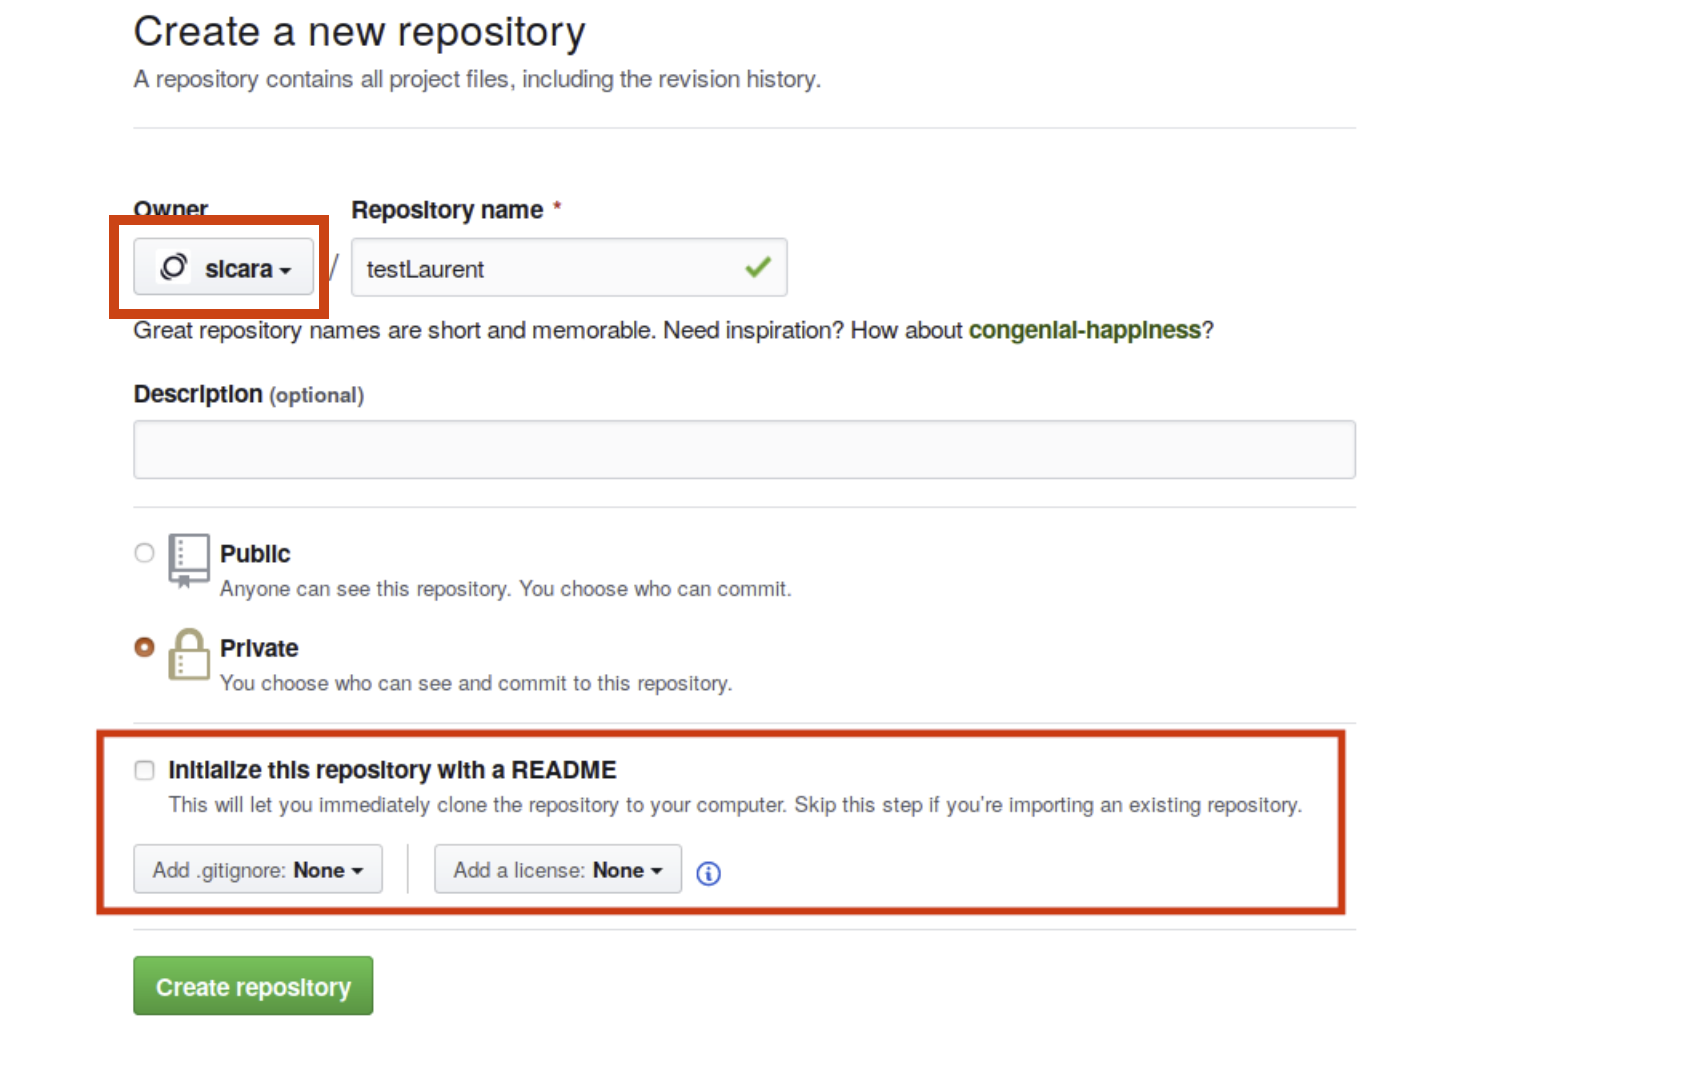 Create a new repository
A repository contains all project files, including the revision history.
Owner
Repository name *
sicara
/
testLaurent
Great repository names are short and memorable. Need inspiration? How about congenial-happiness?
Description (optional)
Public
Anyone can see this repository. You choose who can commit.
Private
You choose who can see and commit to this repository.
Initialize this repository with a README
This will let you immediately clone the repository to your computer. Skip this step if you’re importing an existing repository.
Add .gitignore: None
Add a license: None
Create repository